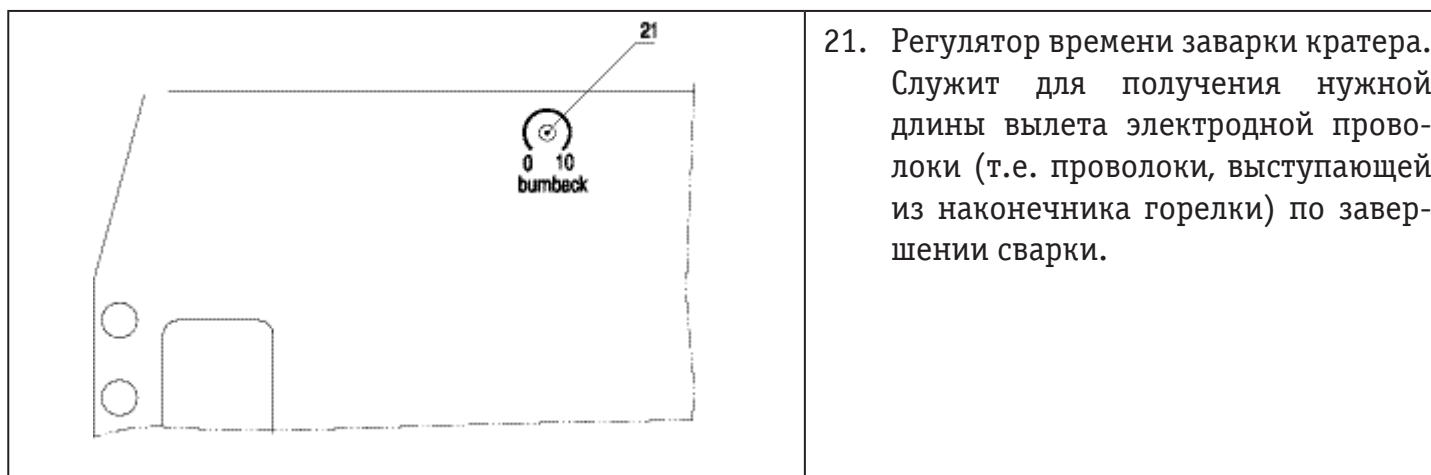 21
0 10
bumbeck
21. Регулятор времени заварки кратера.
Служит для получения нужной
длины вылета электродной прово-
локи (т.е. проволоки, выступающей
из наконечника горелки) по завер-
шении сварки.